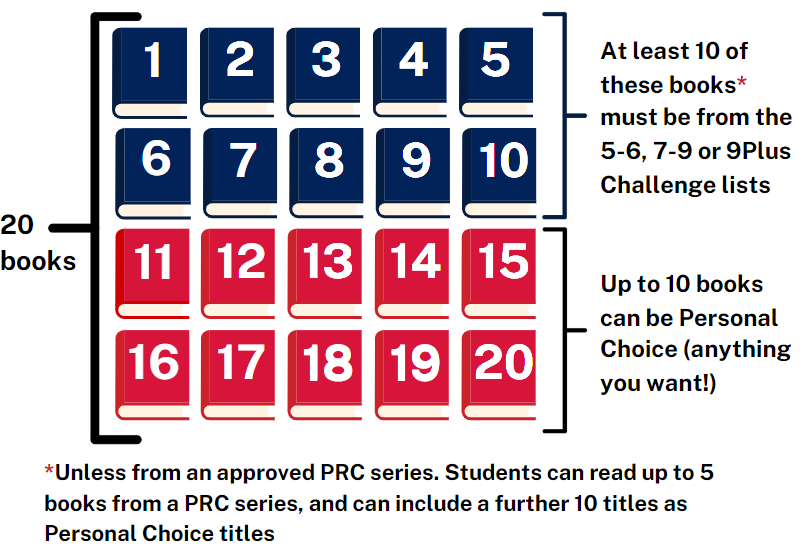 1 2 3 4 5
6 7 8 9 10
11 12 13 14 15
16 17 18 19 20
20
books
At least 10 of
these books*
must be from the
5-6, 7-9 or 9Plus
Challenge lists
Up to 10 books
can be Personal
Choice (anything
you want!)
*Unless from an approved PRC series. Students can read up to 5
books from a PRC series, and can include a further 10 titles as
Personal Choice titles